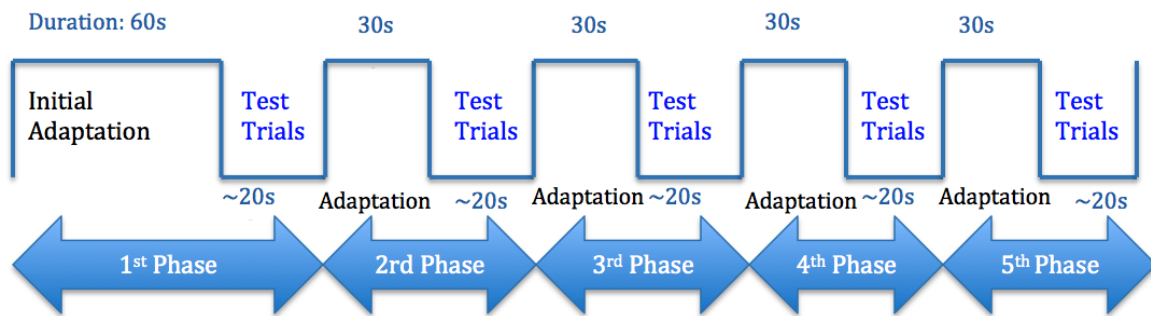 Duration: 60s 30s 30s 30s 30s
Initial Test Test Test Test Test
Adaptation Trials Trials Trials Trials Trials
~20s Adaptation ~20s Adaptation ~20s Adaptation ~20s Adaptation ~20s
1st Phase 2rd Phase 3rd Phase 4th Phase 5th Phase